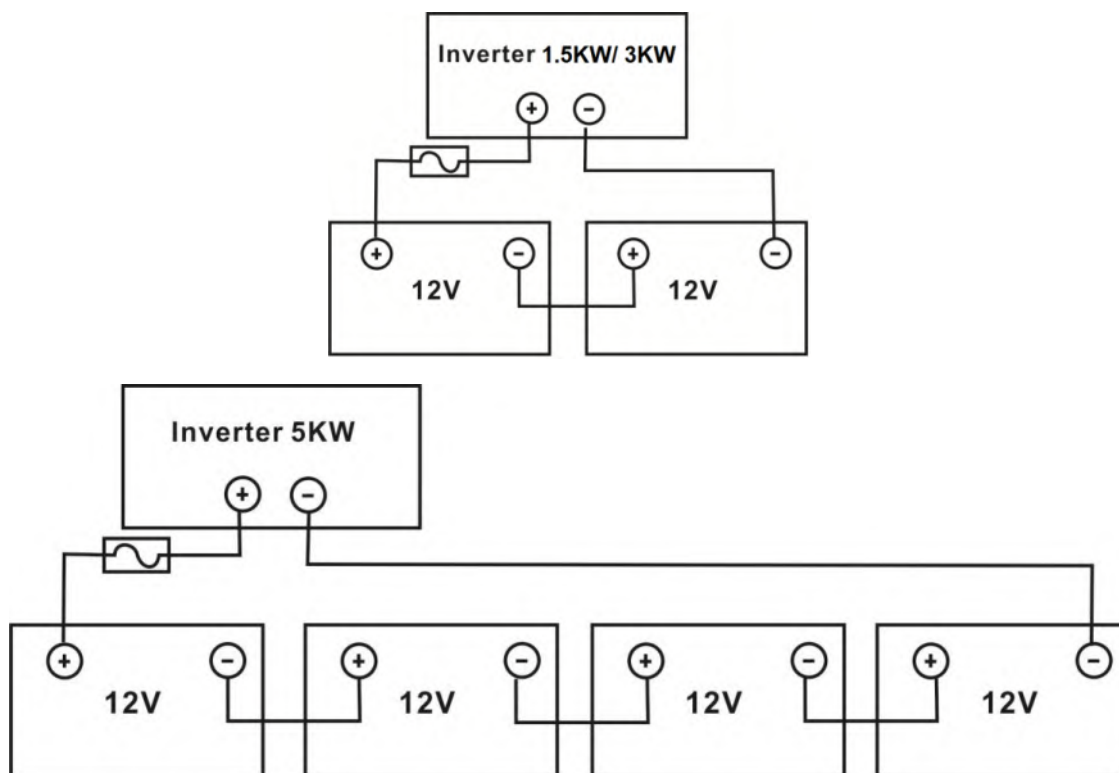 Inverter 1.5KW/ 3KW
+ −
+ − + −
12V 12V
Inverter 5KW
+ −
+ − + − + − + −
12V 12V 12V 12V